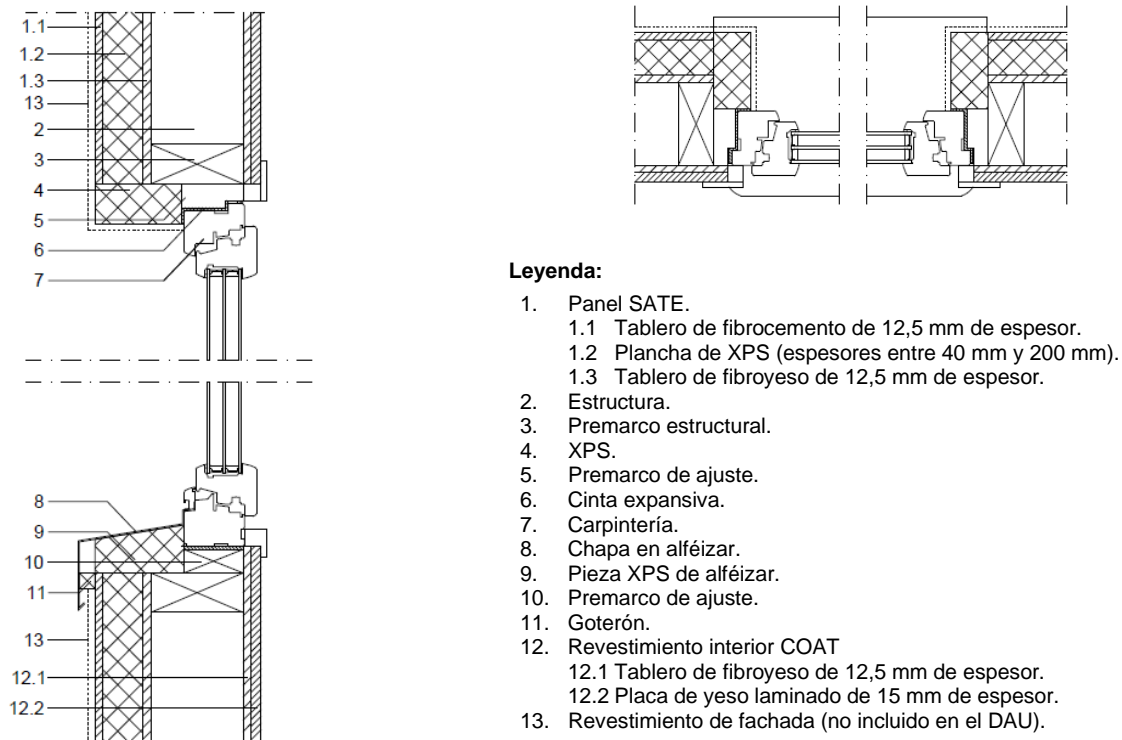 1.1
1.2
1.3
13
2
3
4
5
6
7
8
9
10
11
13
12.1
12.2
Leyenda:
1. Panel SATE.
1.1 Tablero de fibrocemento de 12,5 mm de espesor.
1.2 Plancha de XPS (espesores entre 40 mm y 200 mm).
1.3 Tablero de fibroyeso de 12,5 mm de espesor.
2. Estructura.
3. Premarco estructural.
4. XPS.
5. Premarco de ajuste.
6. Cinta expansiva.
7. Carpintería.
8. Chapa en alféizar.
9. Pieza XPS de alféizar.
10. Premarco de ajuste.
11. Goterón.
12. Revestimiento interior COAT
12.1 Tablero de fibroyeso de 12,5 mm de espesor.
12.2 Placa de yeso laminado de 15 mm de espesor.
13. Revestimiento de fachada (no incluido en el DAU).